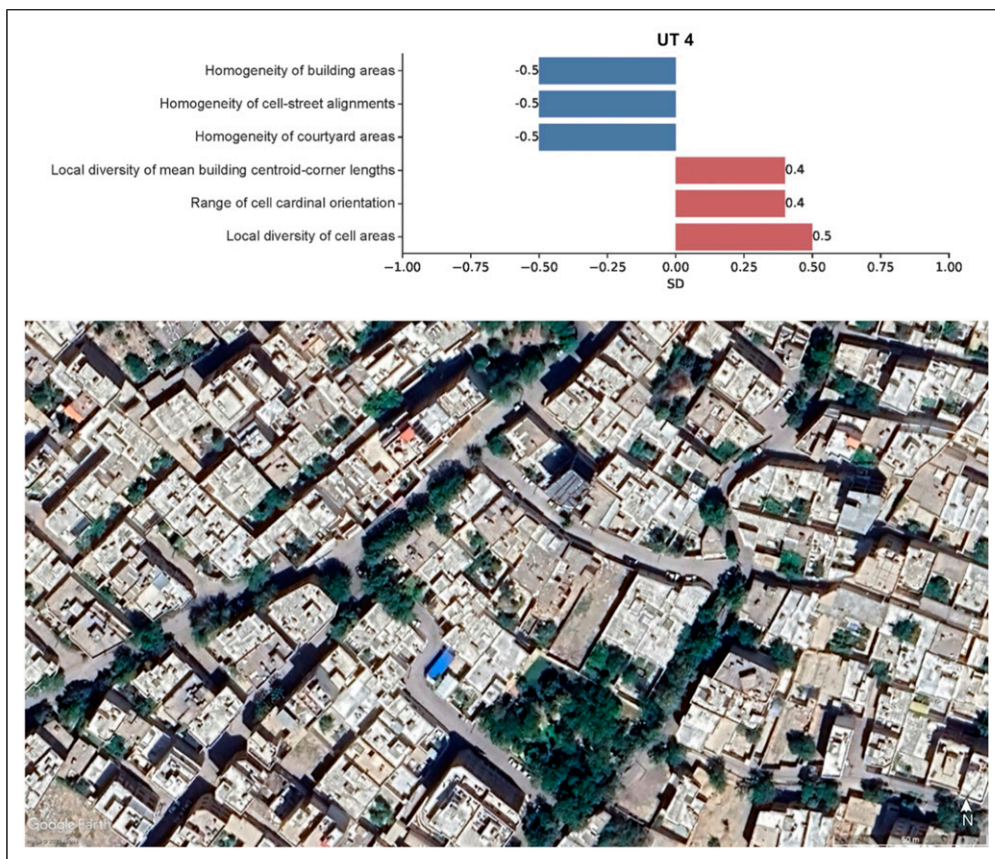 UT 4
Homogeneity of building areas
-0.5
Homogeneity of cell-street alignments
-0.5
Homogeneity of courtyard areas
-0.5
Local diversity of mean building centroid-corner lengths
0.4
Range of cell cardinal orientation
0.4
Local diversity of cell areas
0.5
−1.00 −0.75 −0.50 −0.25 0.00 0.25 0.50 0.75 1.00
SD
Google Earth
N
50 m